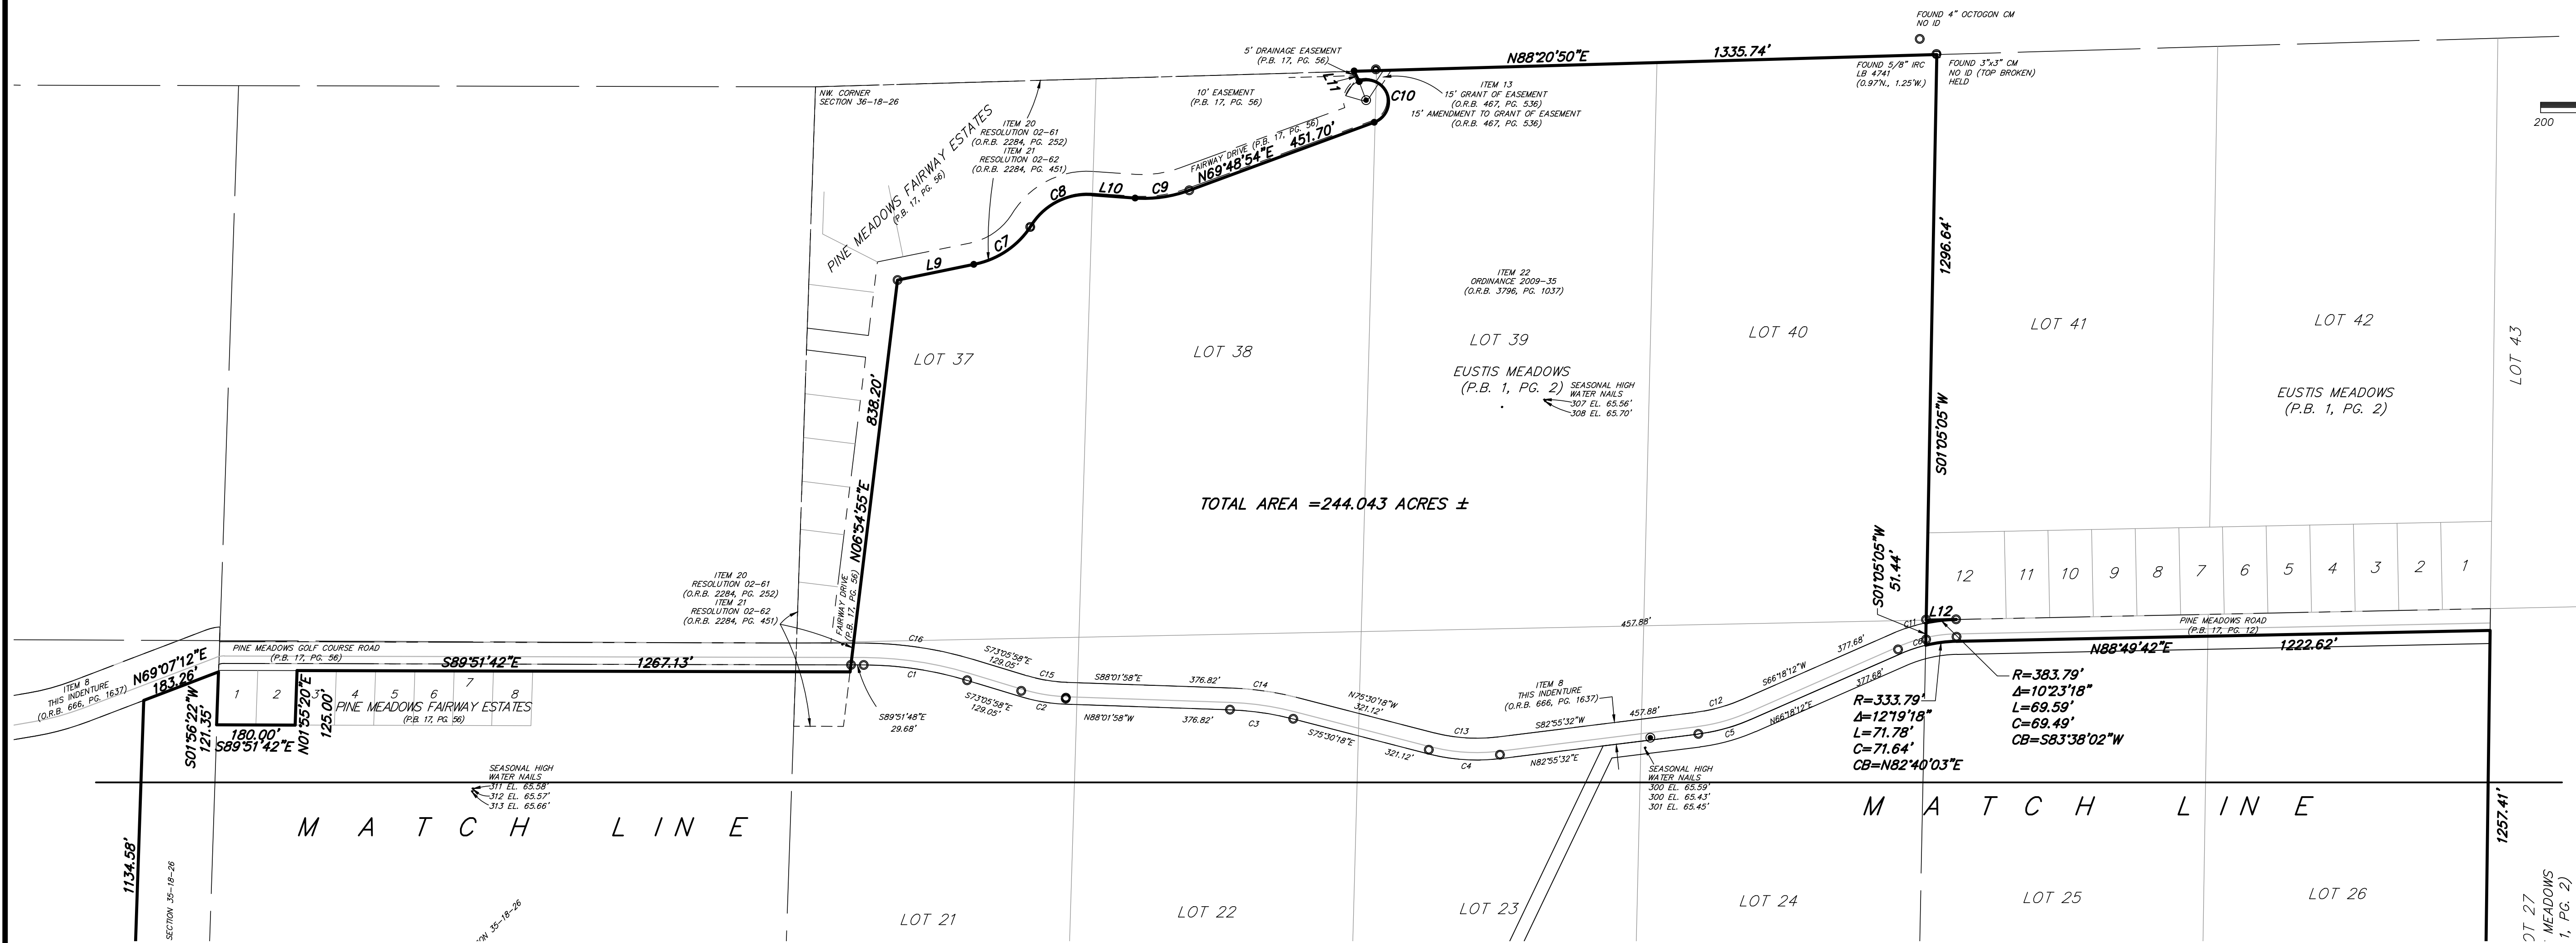 FOUND 4" OCTOGON CM
NO ID
5' DRAINAGE EASEMENT
(P.B. 17, PG. 56)
N88°20'50"E 1335.74'
FOUND 5/8" IRC
LB 4741
(0.97'N., 1.25'W.)
FOUND 3"x3" CM
NO ID (TOP BROKEN)
HELD
200
NW. CORNER
SECTION 36-18-26
10' EASEMENT
(P.B. 17, PG. 56)
L11
C10
ITEM 13
15' GRANT OF EASEMENT
(O.R.B. 467, PG. 536)
15' AMENDMENT TO GRANT OF EASEMENT
(O.R.B. 467, PG. 536)
PINE MEADOWS FAIRWAY ESTATES
(P.B. 17, PG. 56)
ITEM 20
RESOLUTION 02-61
(O.R.B. 2284, PG. 252)
ITEM 21
RESOLUTION 02-62
(O.R.B. 2284, PG. 451)
FAIRWAY DRIVE (P.B. 17, PG. 56)
N69°48'54"E 451.70'
C8
L10
C9
C7
L9
1296.64'
ITEM 22
ORDINANCE 2009-35
(O.R.B. 3796, PG. 1037)
LOT 37
LOT 38
LOT 39
LOT 40
LOT 41
LOT 42
LOT 43
EUSTIS MEADOWS
(P.B. 1, PG. 2)
SEASONAL HIGH
WATER NAILS
307 EL. 65.56'
308 EL. 65.70'
EUSTIS MEADOWS
(P.B. 1, PG. 2)
838.20'
N06°54'55"E
S01°05'05"W
TOTAL AREA =244.043 ACRES ±
S01°05'05"W
51.44'
12
11
10
9
8
7
6
5
4
3
2
1
ITEM 20
RESOLUTION 02-61
(O.R.B. 2284, PG. 252)
ITEM 21
RESOLUTION 02-62
(O.R.B. 2284, PG. 451)
FAIRWAY DRIVE
(P.B. 17, PG. 56)
L12
PINE MEADOWS ROAD
(P.B. 17, PG. 12)
N88°49'42"E 1222.62'
457.88'
C11
C6
C16
PINE MEADOWS GOLF COURSE ROAD
(P.B. 17, PG. 56)
S89°51'42"E 1267.13'
N69°07'12"E
183.26'
ITEM 8
THIS INDENTURE
(O.R.B. 666, PG. 1637)
S01°56'22"W
121.35'
1
2
3
4
5
6
7
8
180.00'
S89°51'42"E
N01°55'20"E
125.00'
PINE MEADOWS FAIRWAY ESTATES
(P.B. 17, PG. 56)
S89°51'48"E
29.68'
C1
S73°05'58"E
129.05'
S73°05'58"E
129.05'
C15
C2
S88°01'58"E 376.82'
N88°01'58"W 376.82'
C14
C3
N75°30'18"W
321.12'
S75°30'18"E
321.12'
C13
C4
ITEM 8
THIS INDENTURE
(O.R.B. 666, PG. 1637)
S82°55'32"W 457.88'
N82°55'32"E
C12
C5
S66°18'12"W 377.68'
N66°18'12"E 377.68'
R=333.79'
Δ=12°19'18"
L=71.78'
C=71.64'
CB=N82°40'03"E
R=383.79'
Δ=10°23'18"
L=69.59'
C=69.49'
CB=S83°38'02"W
SEASONAL HIGH
WATER NAILS
311 EL. 65.58'
312 EL. 65.57'
313 EL. 65.66'
SEASONAL HIGH
WATER NAILS
300 EL. 65.59'
300 EL. 65.43'
301 EL. 65.45'
MATCH LINE
MATCH LINE
1134.58'
1257.41'
SECTION 35-18-26
35-18-26
LOT 21
LOT 22
LOT 23
LOT 24
LOT 25
LOT 26
27
MEADOWS
PG. 2)